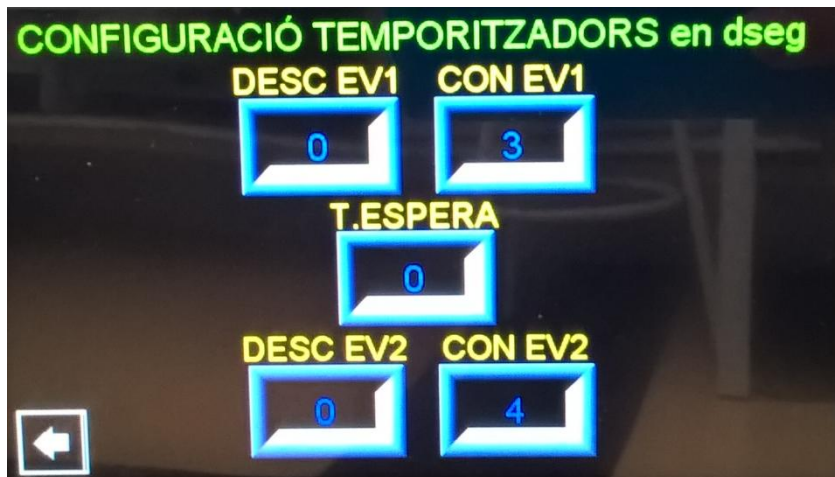 CONFIGURACIÓ TEMPORITZADORS en dseg
DESC EV1 CON EV1
0 3
T.ESPERA
0
DESC EV2 CON EV2
0 4